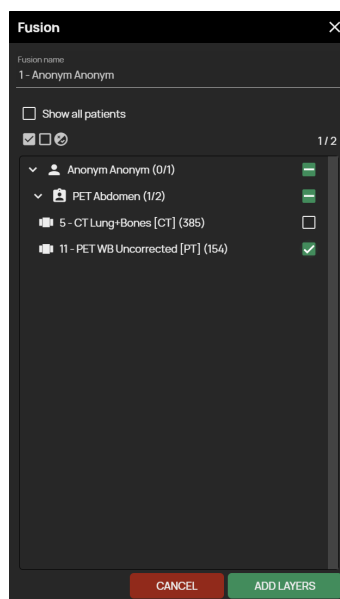 Fusion
Fusion name
1 - Anonym Anonym
Show all patients
1 / 2
Anonym Anonym (0/1)
PET Abdomen (1/2)
5 - CT Lung+Bones [CT] (385)
11 - PET WB Uncorrected [PT] (154)
CANCEL ADD LAYERS